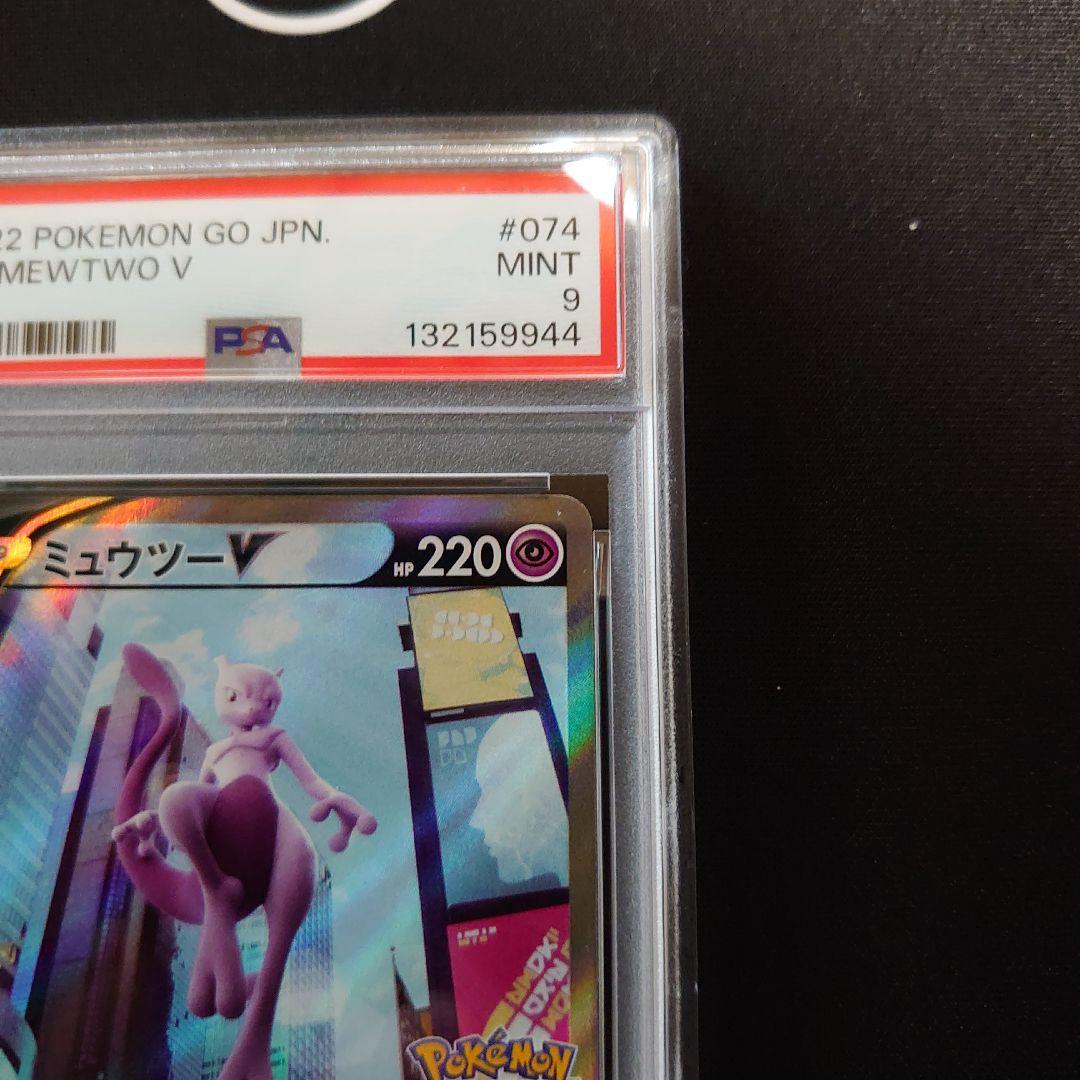 22 POKEMON GO JPN. #074
MEWTWO V MINT
9
PSA 132159944
ミュウツーV HP 220
POKéMON